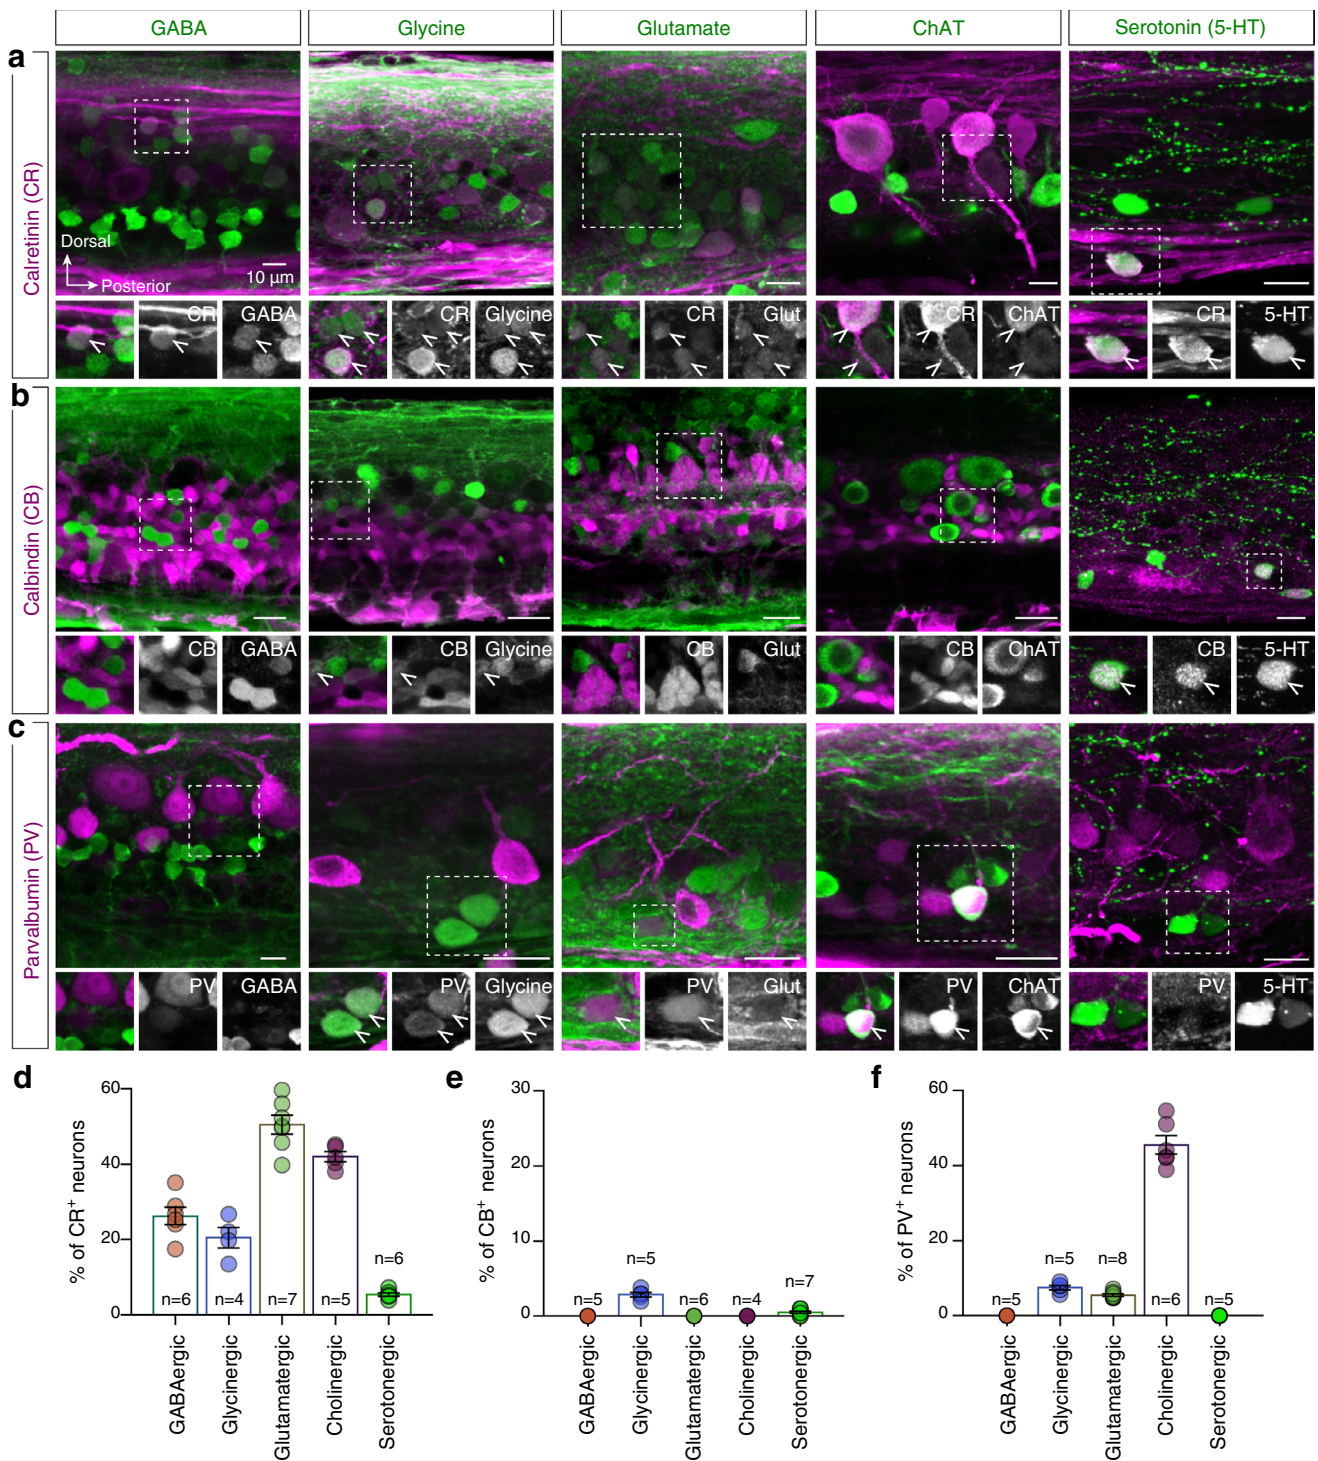 GABA
Glycine
Glutamate
ChAT
Serotonin (5-HT)
a
Calretinin (CR)
Dorsal
Posterior
10 µm
CR
GABA
CR
Glycine
CR
Glut
CR
ChAT
CR
5-HT
b
Calbindin (CB)
CB
GABA
CB
Glycine
CB
Glut
CB
ChAT
CB
5-HT
c
Parvalbumin (PV)
PV
GABA
PV
Glycine
PV
Glut
PV
ChAT
PV
5-HT
d
% of CR+ neurons
60
40
20
0
n=6
n=4
n=7
n=5
n=6
GABAergic
Glycinergic
Glutamatergic
Cholinergic
Serotonergic
e
% of CB+ neurons
30
20
10
0
n=5
n=5
n=6
n=4
n=7
GABAergic
Glycinergic
Glutamatergic
Cholinergic
Serotonergic
f
% of PV+ neurons
60
40
20
0
n=5
n=5
n=8
n=6
n=5
GABAergic
Glycinergic
Glutamatergic
Cholinergic
Serotonergic